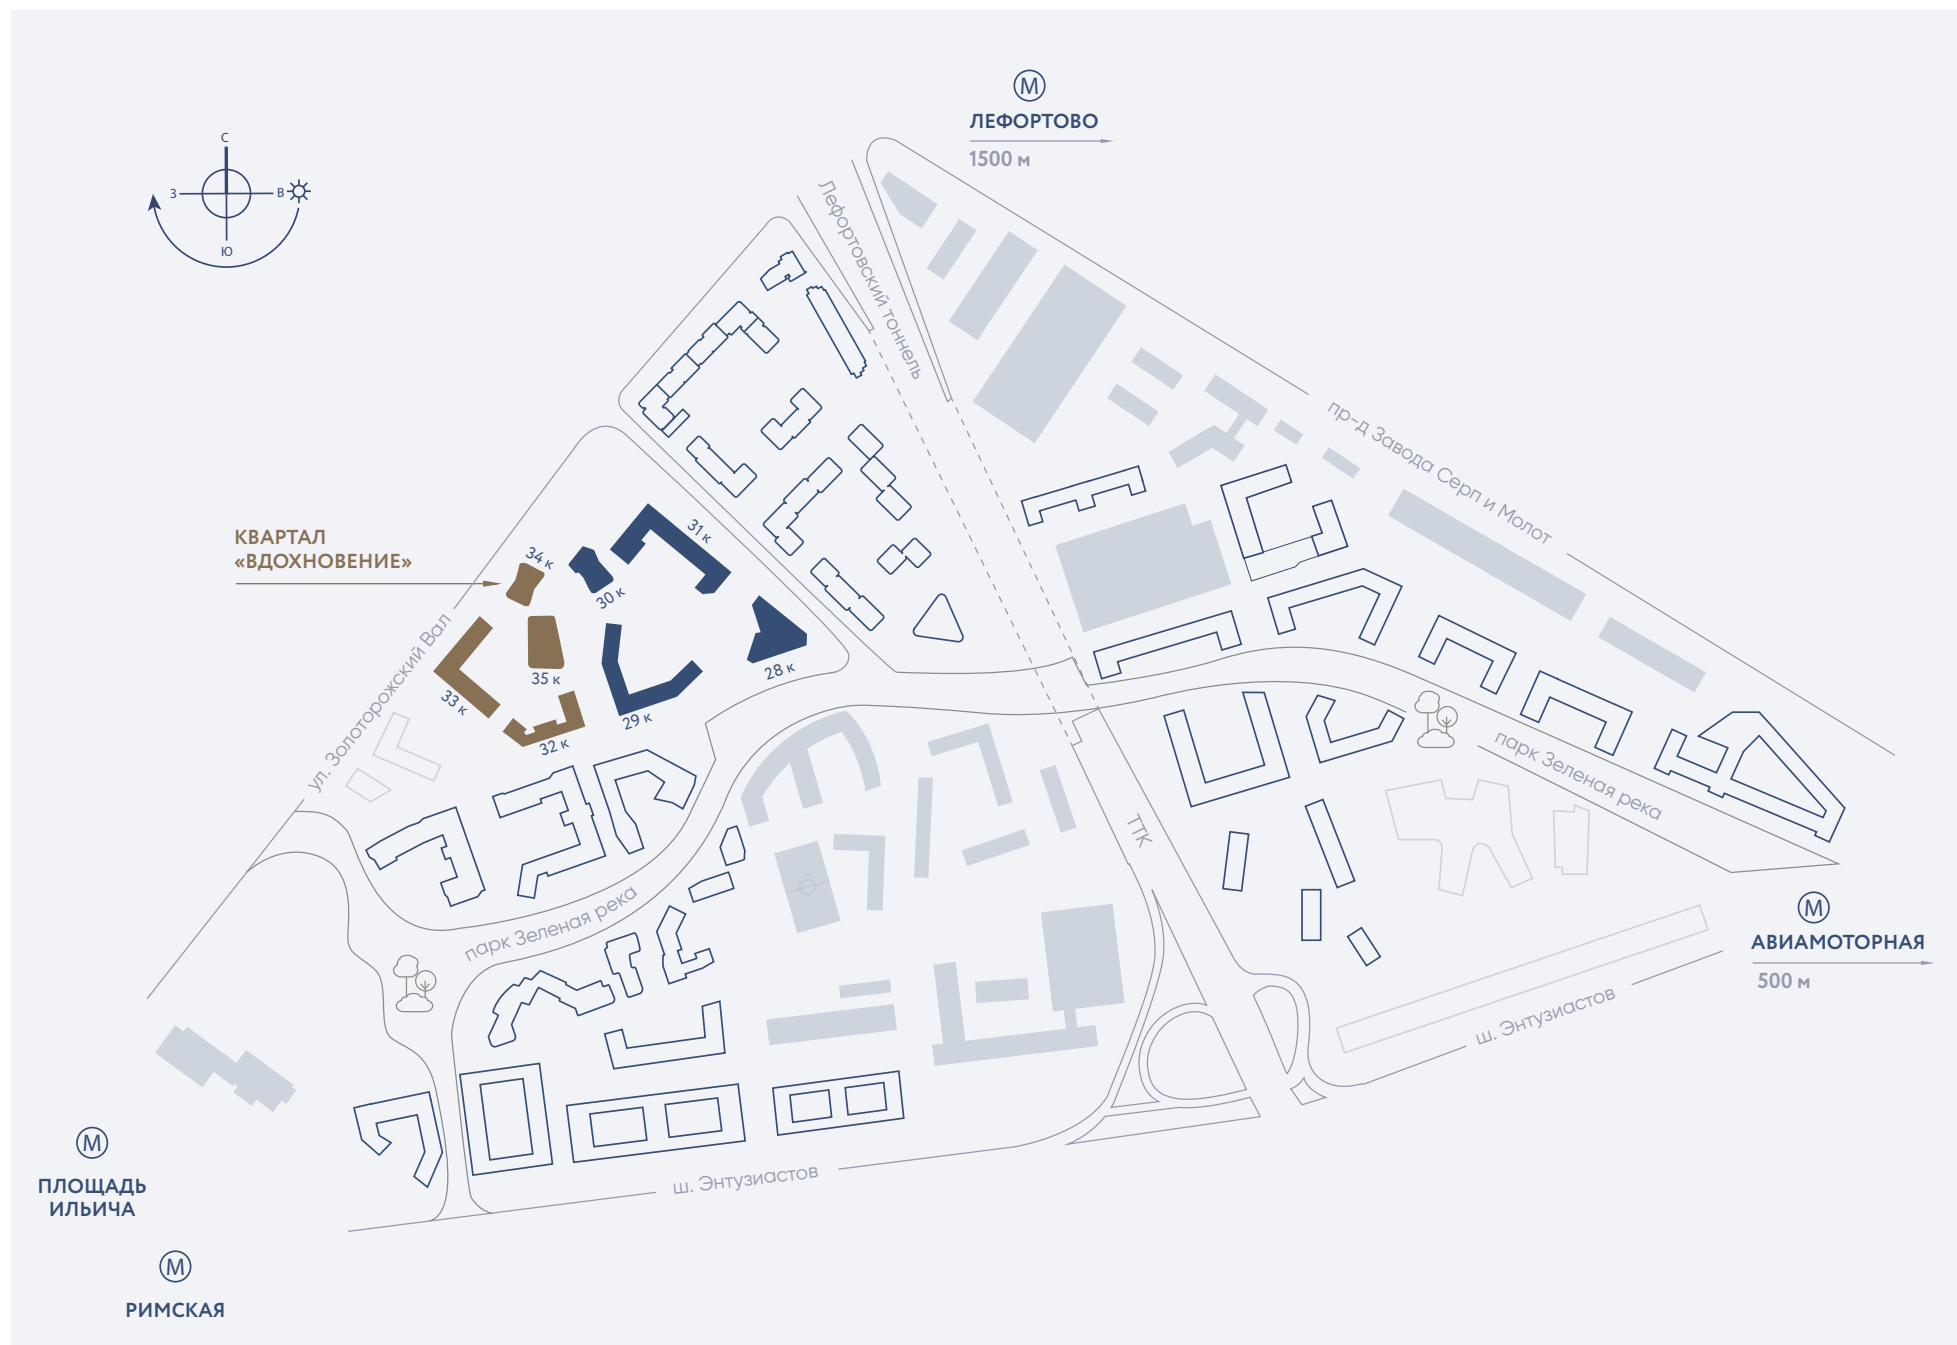 М
ЛЕФОРТОВО
1500 м
С
З
В
Ю
Лефортовский тоннель
пр-д Завода Серп и Молот
КВАРТАЛ
«ВДОХНОВЕНИЕ»
34 к
30 к
31 к
28 к
35 к
33 к
29 к
32 к
ул. Золоторожский Вал
парк Зеленая река
ТТК
парк Зеленая река
М
АВИАМОТОРНАЯ
500 м
ш. Энтузиастов
ш. Энтузиастов
М
ПЛОЩАДЬ
ИЛЬИЧА
М
РИМСКАЯ